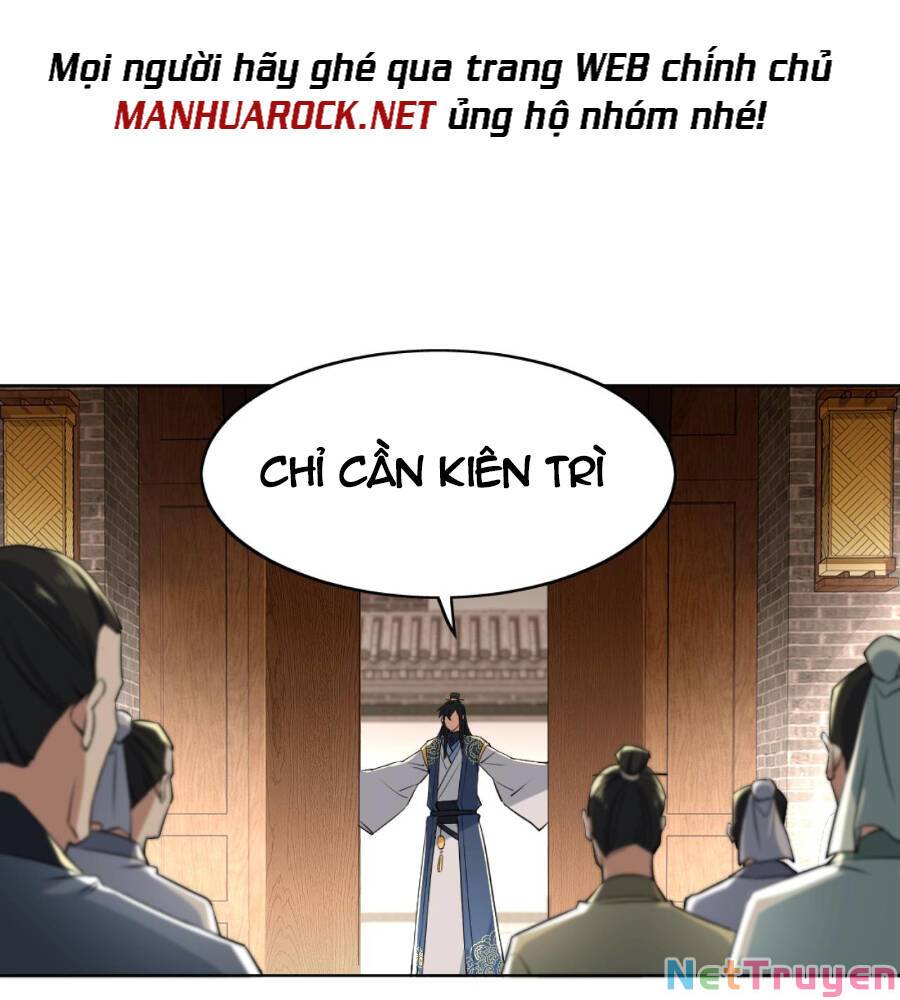 Mọi người hãy ghé qua trang WEB chính chủ
MANHUAROCK.NET ủng hộ nhóm nhé!
CHỈ CẦN KIÊN TRÌ
NetTruyen